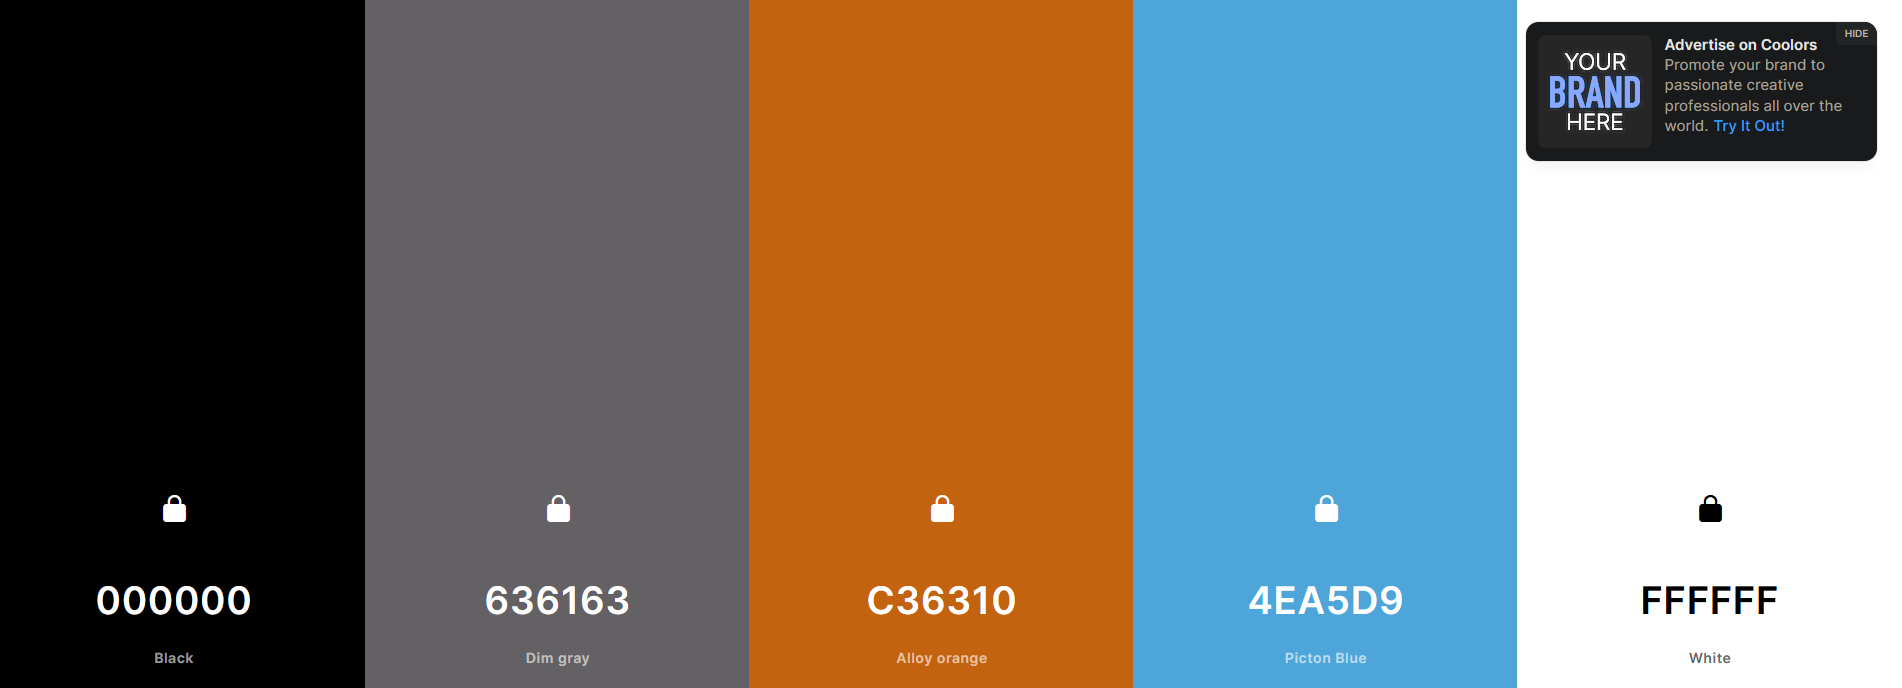 HIDE
YOUR
BRAND
HERE
Advertise on Coolors
Promote your brand to
passionate creative
professionals all over the
world. Try It Out!
000000
Black
636163
Dim gray
C36310
Alloy orange
4EA5D9
Picton Blue
FFFFFF
White